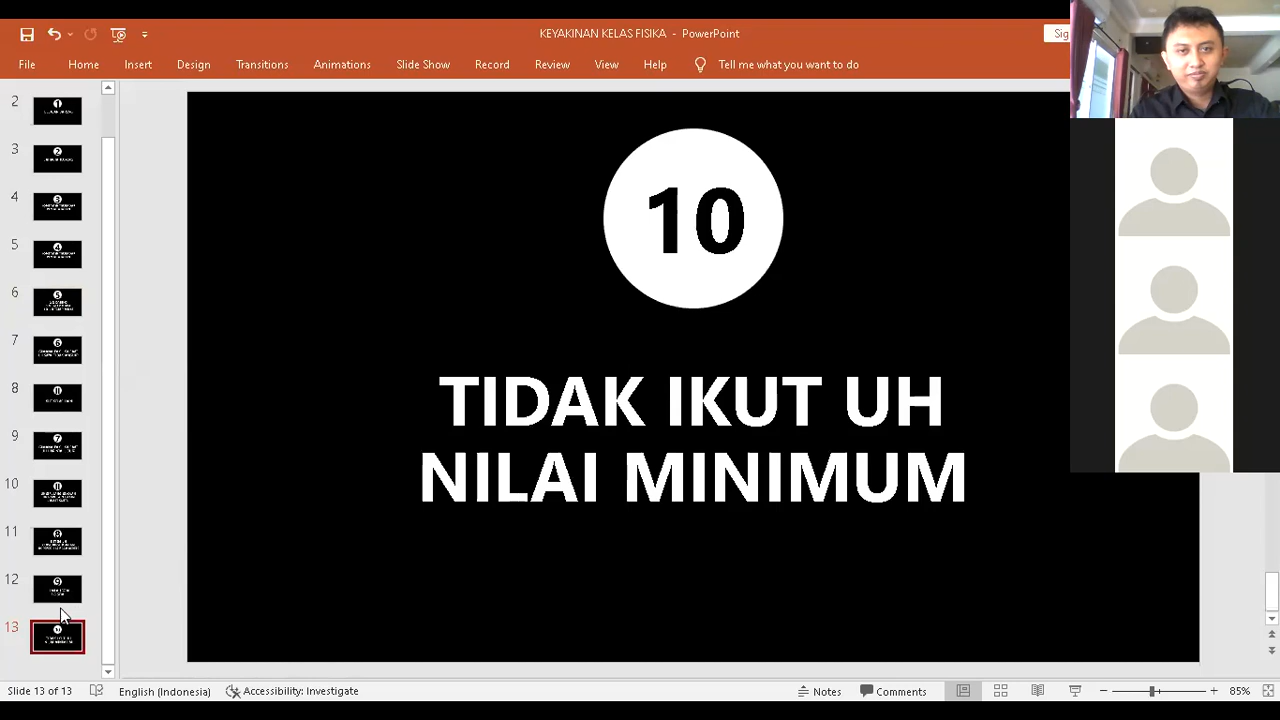 KEYAKINAN KELAS FISIKA - PowerPoint
Sig
File Home Insert Design Transitions Animations Slide Show Record Review View Help Tell me what you want to do
2
3
4
5
6
7
8
9
10
11
12
13
10
TIDAK IKUT UH
NILAI MINIMUM
Slide 13 of 13 English (Indonesia) Accessibility: Investigate Notes Comments 85%